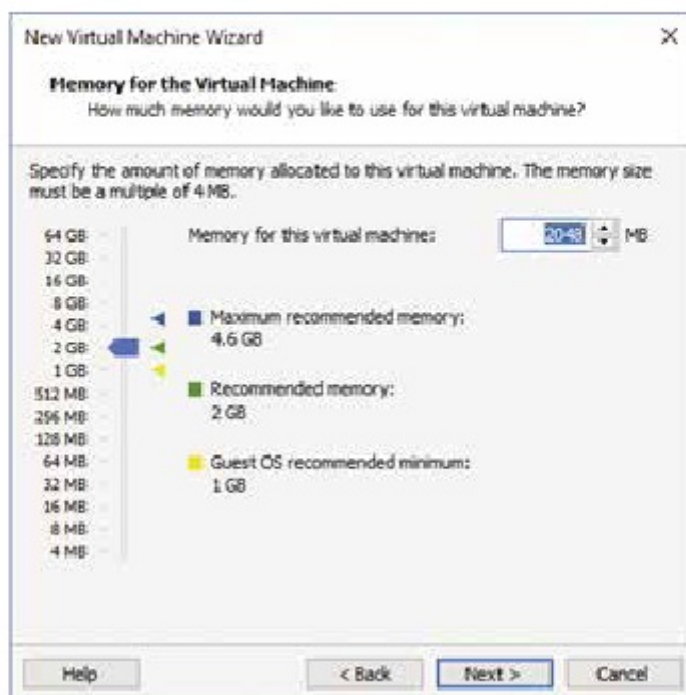 New Virtual Machine Wizard
Memory for the Virtual Machine
How much memory would you like to use for this virtual machine?
Specify the amount of memory allocated to this virtual machine. The memory size
must be a multiple of 4 MB.
64 GB
Memory for this virtual machine: 2048 MB
32 GB
16 GB
8 GB
4 GB
Maximum recommended memory:
4.6 GB
2 GB
1 GB
512 MB
Recommended memory:
2 GB
256 MB
128 MB
64 MB
Guest OS recommended minimum:
1 GB
32 MB
16 MB
8 MB
4 MB
Help
< Back
Next >
Cancel